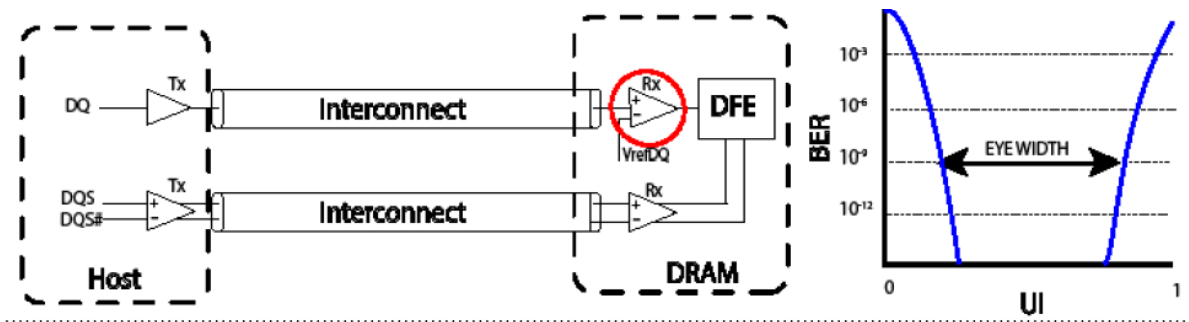 Tx
DQ
Interconnect
Rx
+
−
VrefDQ
DFE
DQS
DQS#
Tx
+
−
Interconnect
Rx
+
−
Host
DRAM
BER
10-3
10-6
10-9
10-12
EYE WIDTH
0
1
UI